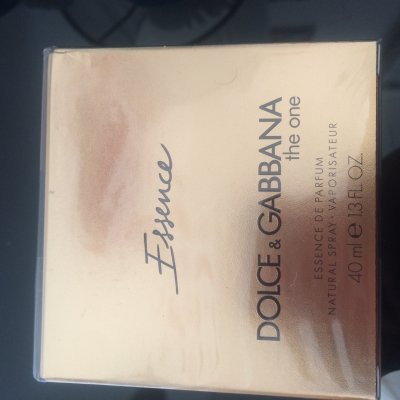 Essence
DOLCE & GABBANA
the one
ESSENCE DE PARFUM
NATURAL SPRAY - VAPORISATEUR
40 ml e 1.3 FL. OZ.